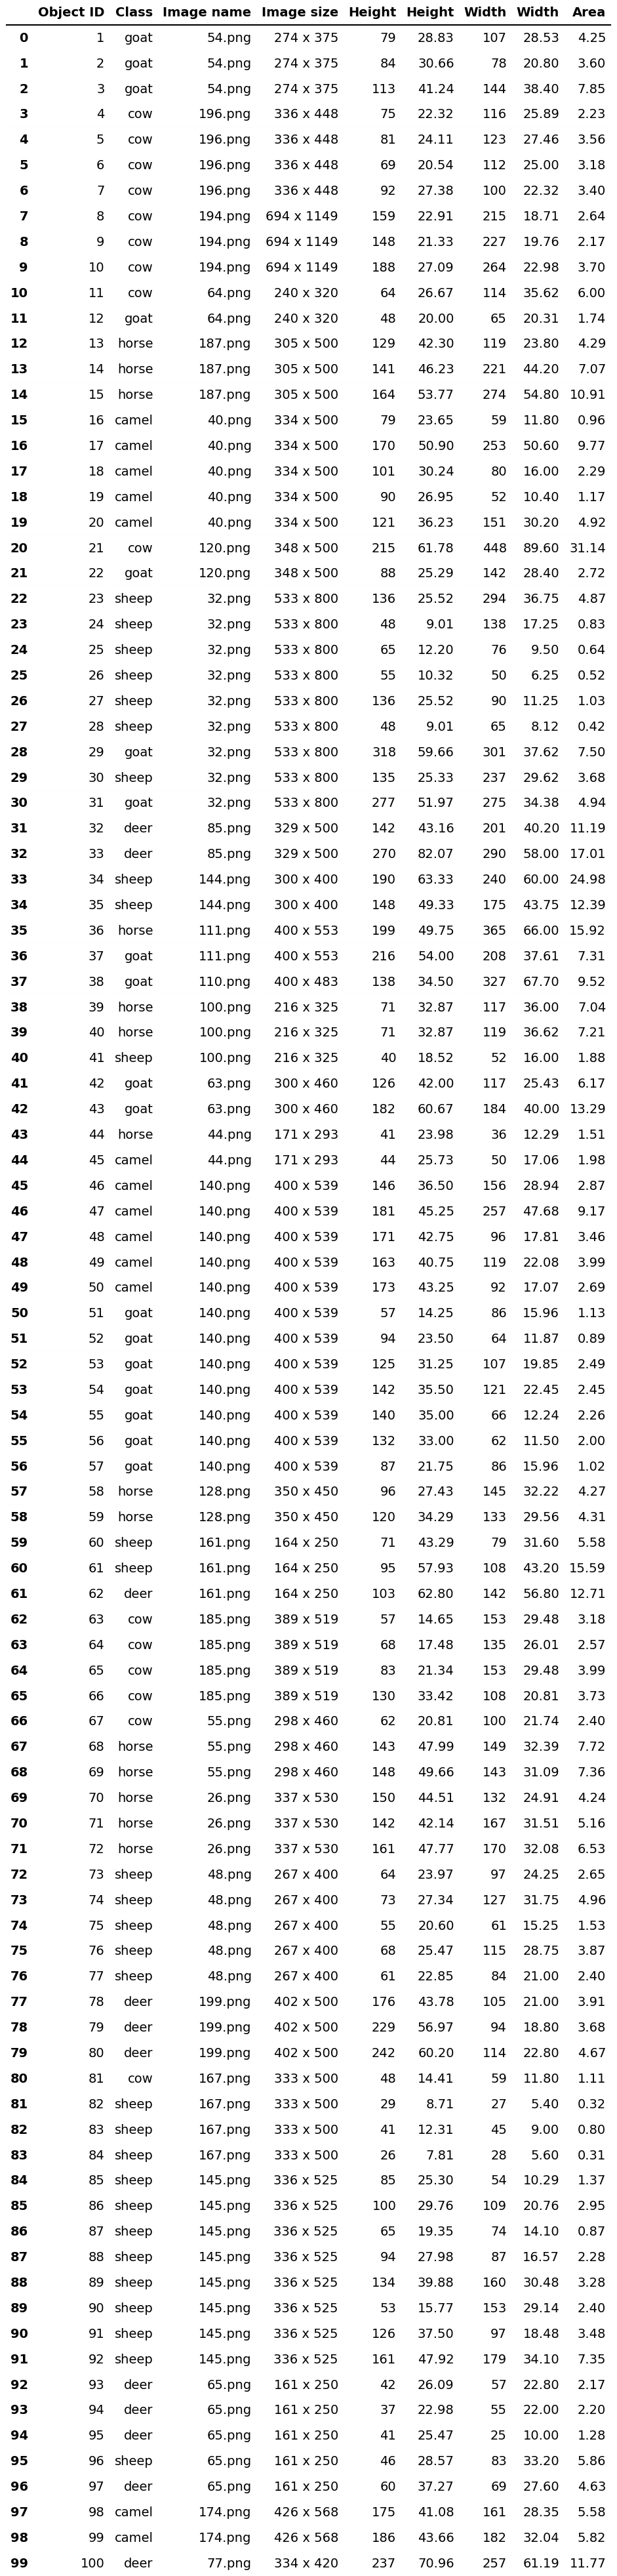 Object ID Class Image name Image size Height Height Width Width Area
0 1 goat 54.png 274 x 375 79 28.83 107 28.53 4.25
1 2 goat 54.png 274 x 375 84 30.66 78 20.80 3.60
2 3 goat 54.png 274 x 375 113 41.24 144 38.40 7.85
3 4 cow 196.png 336 x 448 75 22.32 116 25.89 2.23
4 5 cow 196.png 336 x 448 81 24.11 123 27.46 3.56
5 6 cow 196.png 336 x 448 69 20.54 112 25.00 3.18
6 7 cow 196.png 336 x 448 92 27.38 100 22.32 3.40
7 8 cow 194.png 694 x 1149 159 22.91 215 18.71 2.64
8 9 cow 194.png 694 x 1149 148 21.33 227 19.76 2.17
9 10 cow 194.png 694 x 1149 188 27.09 264 22.98 3.70
10 11 cow 64.png 240 x 320 64 26.67 114 35.62 6.00
11 12 goat 64.png 240 x 320 48 20.00 65 20.31 1.74
12 13 horse 187.png 305 x 500 129 42.30 119 23.80 4.29
13 14 horse 187.png 305 x 500 141 46.23 221 44.20 7.07
14 15 horse 187.png 305 x 500 164 53.77 274 54.80 10.91
15 16 camel 40.png 334 x 500 79 23.65 59 11.80 0.96
16 17 camel 40.png 334 x 500 170 50.90 253 50.60 9.77
17 18 camel 40.png 334 x 500 101 30.24 80 16.00 2.29
18 19 camel 40.png 334 x 500 90 26.95 52 10.40 1.17
19 20 camel 40.png 334 x 500 121 36.23 151 30.20 4.92
20 21 cow 120.png 348 x 500 215 61.78 448 89.60 31.14
21 22 goat 120.png 348 x 500 88 25.29 142 28.40 2.72
22 23 sheep 32.png 533 x 800 136 25.52 294 36.75 4.87
23 24 sheep 32.png 533 x 800 48 9.01 138 17.25 0.83
24 25 sheep 32.png 533 x 800 65 12.20 76 9.50 0.64
25 26 sheep 32.png 533 x 800 55 10.32 50 6.25 0.52
26 27 sheep 32.png 533 x 800 136 25.52 90 11.25 1.03
27 28 sheep 32.png 533 x 800 48 9.01 65 8.12 0.42
28 29 goat 32.png 533 x 800 318 59.66 301 37.62 7.50
29 30 sheep 32.png 533 x 800 135 25.33 237 29.62 3.68
30 31 goat 32.png 533 x 800 277 51.97 275 34.38 4.94
31 32 deer 85.png 329 x 500 142 43.16 201 40.20 11.19
32 33 deer 85.png 329 x 500 270 82.07 290 58.00 17.01
33 34 sheep 144.png 300 x 400 190 63.33 240 60.00 24.98
34 35 sheep 144.png 300 x 400 148 49.33 175 43.75 12.39
35 36 horse 111.png 400 x 553 199 49.75 365 66.00 15.92
36 37 goat 111.png 400 x 553 216 54.00 208 37.61 7.31
37 38 goat 110.png 400 x 483 138 34.50 327 67.70 9.52
38 39 horse 100.png 216 x 325 71 32.87 117 36.00 7.04
39 40 horse 100.png 216 x 325 71 32.87 119 36.62 7.21
40 41 sheep 100.png 216 x 325 40 18.52 52 16.00 1.88
41 42 goat 63.png 300 x 460 126 42.00 117 25.43 6.17
42 43 goat 63.png 300 x 460 182 60.67 184 40.00 13.29
43 44 horse 44.png 171 x 293 41 23.98 36 12.29 1.51
44 45 camel 44.png 171 x 293 44 25.73 50 17.06 1.98
45 46 camel 140.png 400 x 539 146 36.50 156 28.94 2.87
46 47 camel 140.png 400 x 539 181 45.25 257 47.68 9.17
47 48 camel 140.png 400 x 539 171 42.75 96 17.81 3.46
48 49 camel 140.png 400 x 539 163 40.75 119 22.08 3.99
49 50 camel 140.png 400 x 539 173 43.25 92 17.07 2.69
50 51 goat 140.png 400 x 539 57 14.25 86 15.96 1.13
51 52 goat 140.png 400 x 539 94 23.50 64 11.87 0.89
52 53 goat 140.png 400 x 539 125 31.25 107 19.85 2.49
53 54 goat 140.png 400 x 539 142 35.50 121 22.45 2.45
54 55 goat 140.png 400 x 539 140 35.00 66 12.24 2.26
55 56 goat 140.png 400 x 539 132 33.00 62 11.50 2.00
56 57 goat 140.png 400 x 539 87 21.75 86 15.96 1.02
57 58 horse 128.png 350 x 450 96 27.43 145 32.22 4.27
58 59 horse 128.png 350 x 450 120 34.29 133 29.56 4.31
59 60 sheep 161.png 164 x 250 71 43.29 79 31.60 5.58
60 61 sheep 161.png 164 x 250 95 57.93 108 43.20 15.59
61 62 deer 161.png 164 x 250 103 62.80 142 56.80 12.71
62 63 cow 185.png 389 x 519 57 14.65 153 29.48 3.18
63 64 cow 185.png 389 x 519 68 17.48 135 26.01 2.57
64 65 cow 185.png 389 x 519 83 21.34 153 29.48 3.99
65 66 cow 185.png 389 x 519 130 33.42 108 20.81 3.73
66 67 cow 55.png 298 x 460 62 20.81 100 21.74 2.40
67 68 horse 55.png 298 x 460 143 47.99 149 32.39 7.72
68 69 horse 55.png 298 x 460 148 49.66 143 31.09 7.36
69 70 horse 26.png 337 x 530 150 44.51 132 24.91 4.24
70 71 horse 26.png 337 x 530 142 42.14 167 31.51 5.16
71 72 horse 26.png 337 x 530 161 47.77 170 32.08 6.53
72 73 sheep 48.png 267 x 400 64 23.97 97 24.25 2.65
73 74 sheep 48.png 267 x 400 73 27.34 127 31.75 4.96
74 75 sheep 48.png 267 x 400 55 20.60 61 15.25 1.53
75 76 sheep 48.png 267 x 400 68 25.47 115 28.75 3.87
76 77 sheep 48.png 267 x 400 61 22.85 84 21.00 2.40
77 78 deer 199.png 402 x 500 176 43.78 105 21.00 3.91
78 79 deer 199.png 402 x 500 229 56.97 94 18.80 3.68
79 80 deer 199.png 402 x 500 242 60.20 114 22.80 4.67
80 81 cow 167.png 333 x 500 48 14.41 59 11.80 1.11
81 82 sheep 167.png 333 x 500 29 8.71 27 5.40 0.32
82 83 sheep 167.png 333 x 500 41 12.31 45 9.00 0.80
83 84 sheep 167.png 333 x 500 26 7.81 28 5.60 0.31
84 85 sheep 145.png 336 x 525 85 25.30 54 10.29 1.37
85 86 sheep 145.png 336 x 525 100 29.76 109 20.76 2.95
86 87 sheep 145.png 336 x 525 65 19.35 74 14.10 0.87
87 88 sheep 145.png 336 x 525 94 27.98 87 16.57 2.28
88 89 sheep 145.png 336 x 525 134 39.88 160 30.48 3.28
89 90 sheep 145.png 336 x 525 53 15.77 153 29.14 2.40
90 91 sheep 145.png 336 x 525 126 37.50 97 18.48 3.48
91 92 sheep 145.png 336 x 525 161 47.92 179 34.10 7.35
92 93 deer 65.png 161 x 250 42 26.09 57 22.80 2.17
93 94 deer 65.png 161 x 250 37 22.98 55 22.00 2.20
94 95 deer 65.png 161 x 250 41 25.47 25 10.00 1.28
95 96 sheep 65.png 161 x 250 46 28.57 83 33.20 5.86
96 97 deer 65.png 161 x 250 60 37.27 69 27.60 4.63
97 98 camel 174.png 426 x 568 175 41.08 161 28.35 5.58
98 99 camel 174.png 426 x 568 186 43.66 182 32.04 5.82
99 100 deer 77.png 334 x 420 237 70.96 257 61.19 11.77